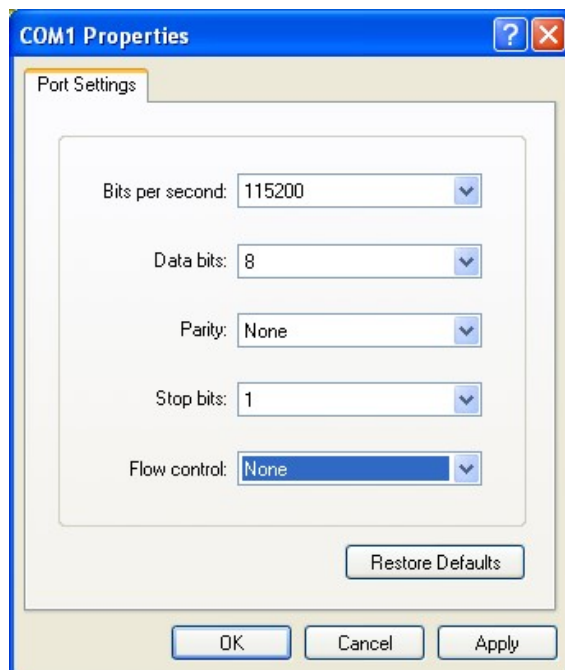 COM1 Properties
?
Port Settings
Bits per second: 115200
Data bits: 8
Parity: None
Stop bits: 1
Flow control: None
Restore Defaults
OK Cancel Apply